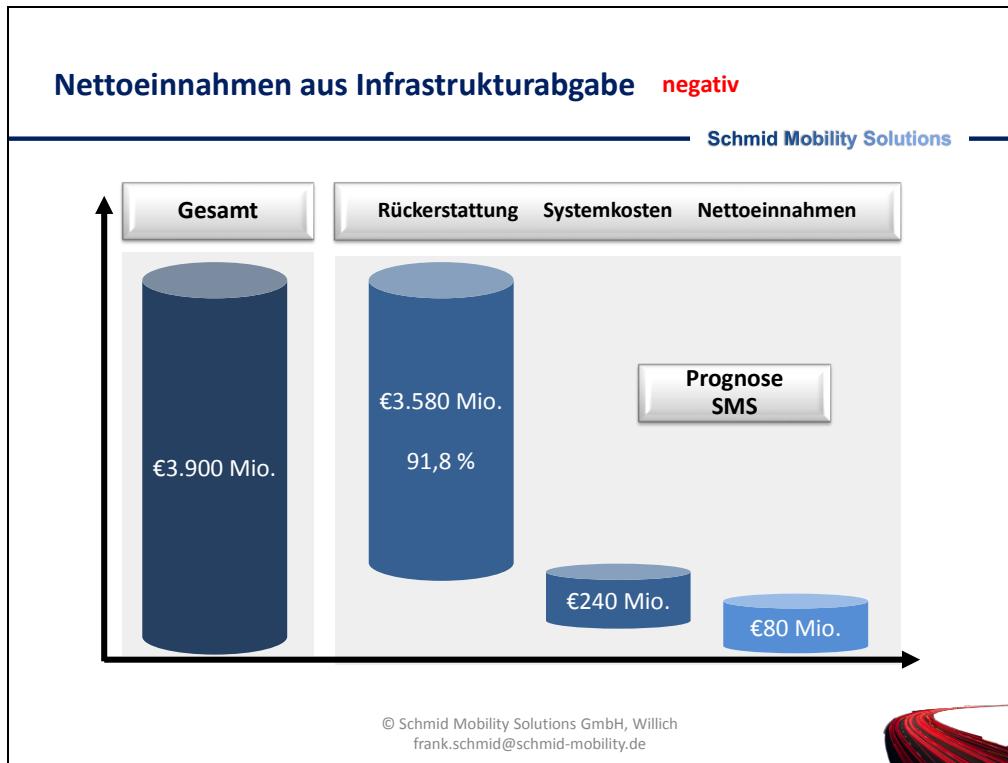 Nettoeinnahmen aus Infrastrukturabgabe negativ
Schmid Mobility Solutions
Gesamt
Rückerstattung Systemkosten Nettoeinnahmen
Prognose
SMS
€3.580 Mio.
91,8 %
€3.900 Mio.
€240 Mio.
€80 Mio.
© Schmid Mobility Solutions GmbH, Willich
frank.schmid@schmid-mobility.de